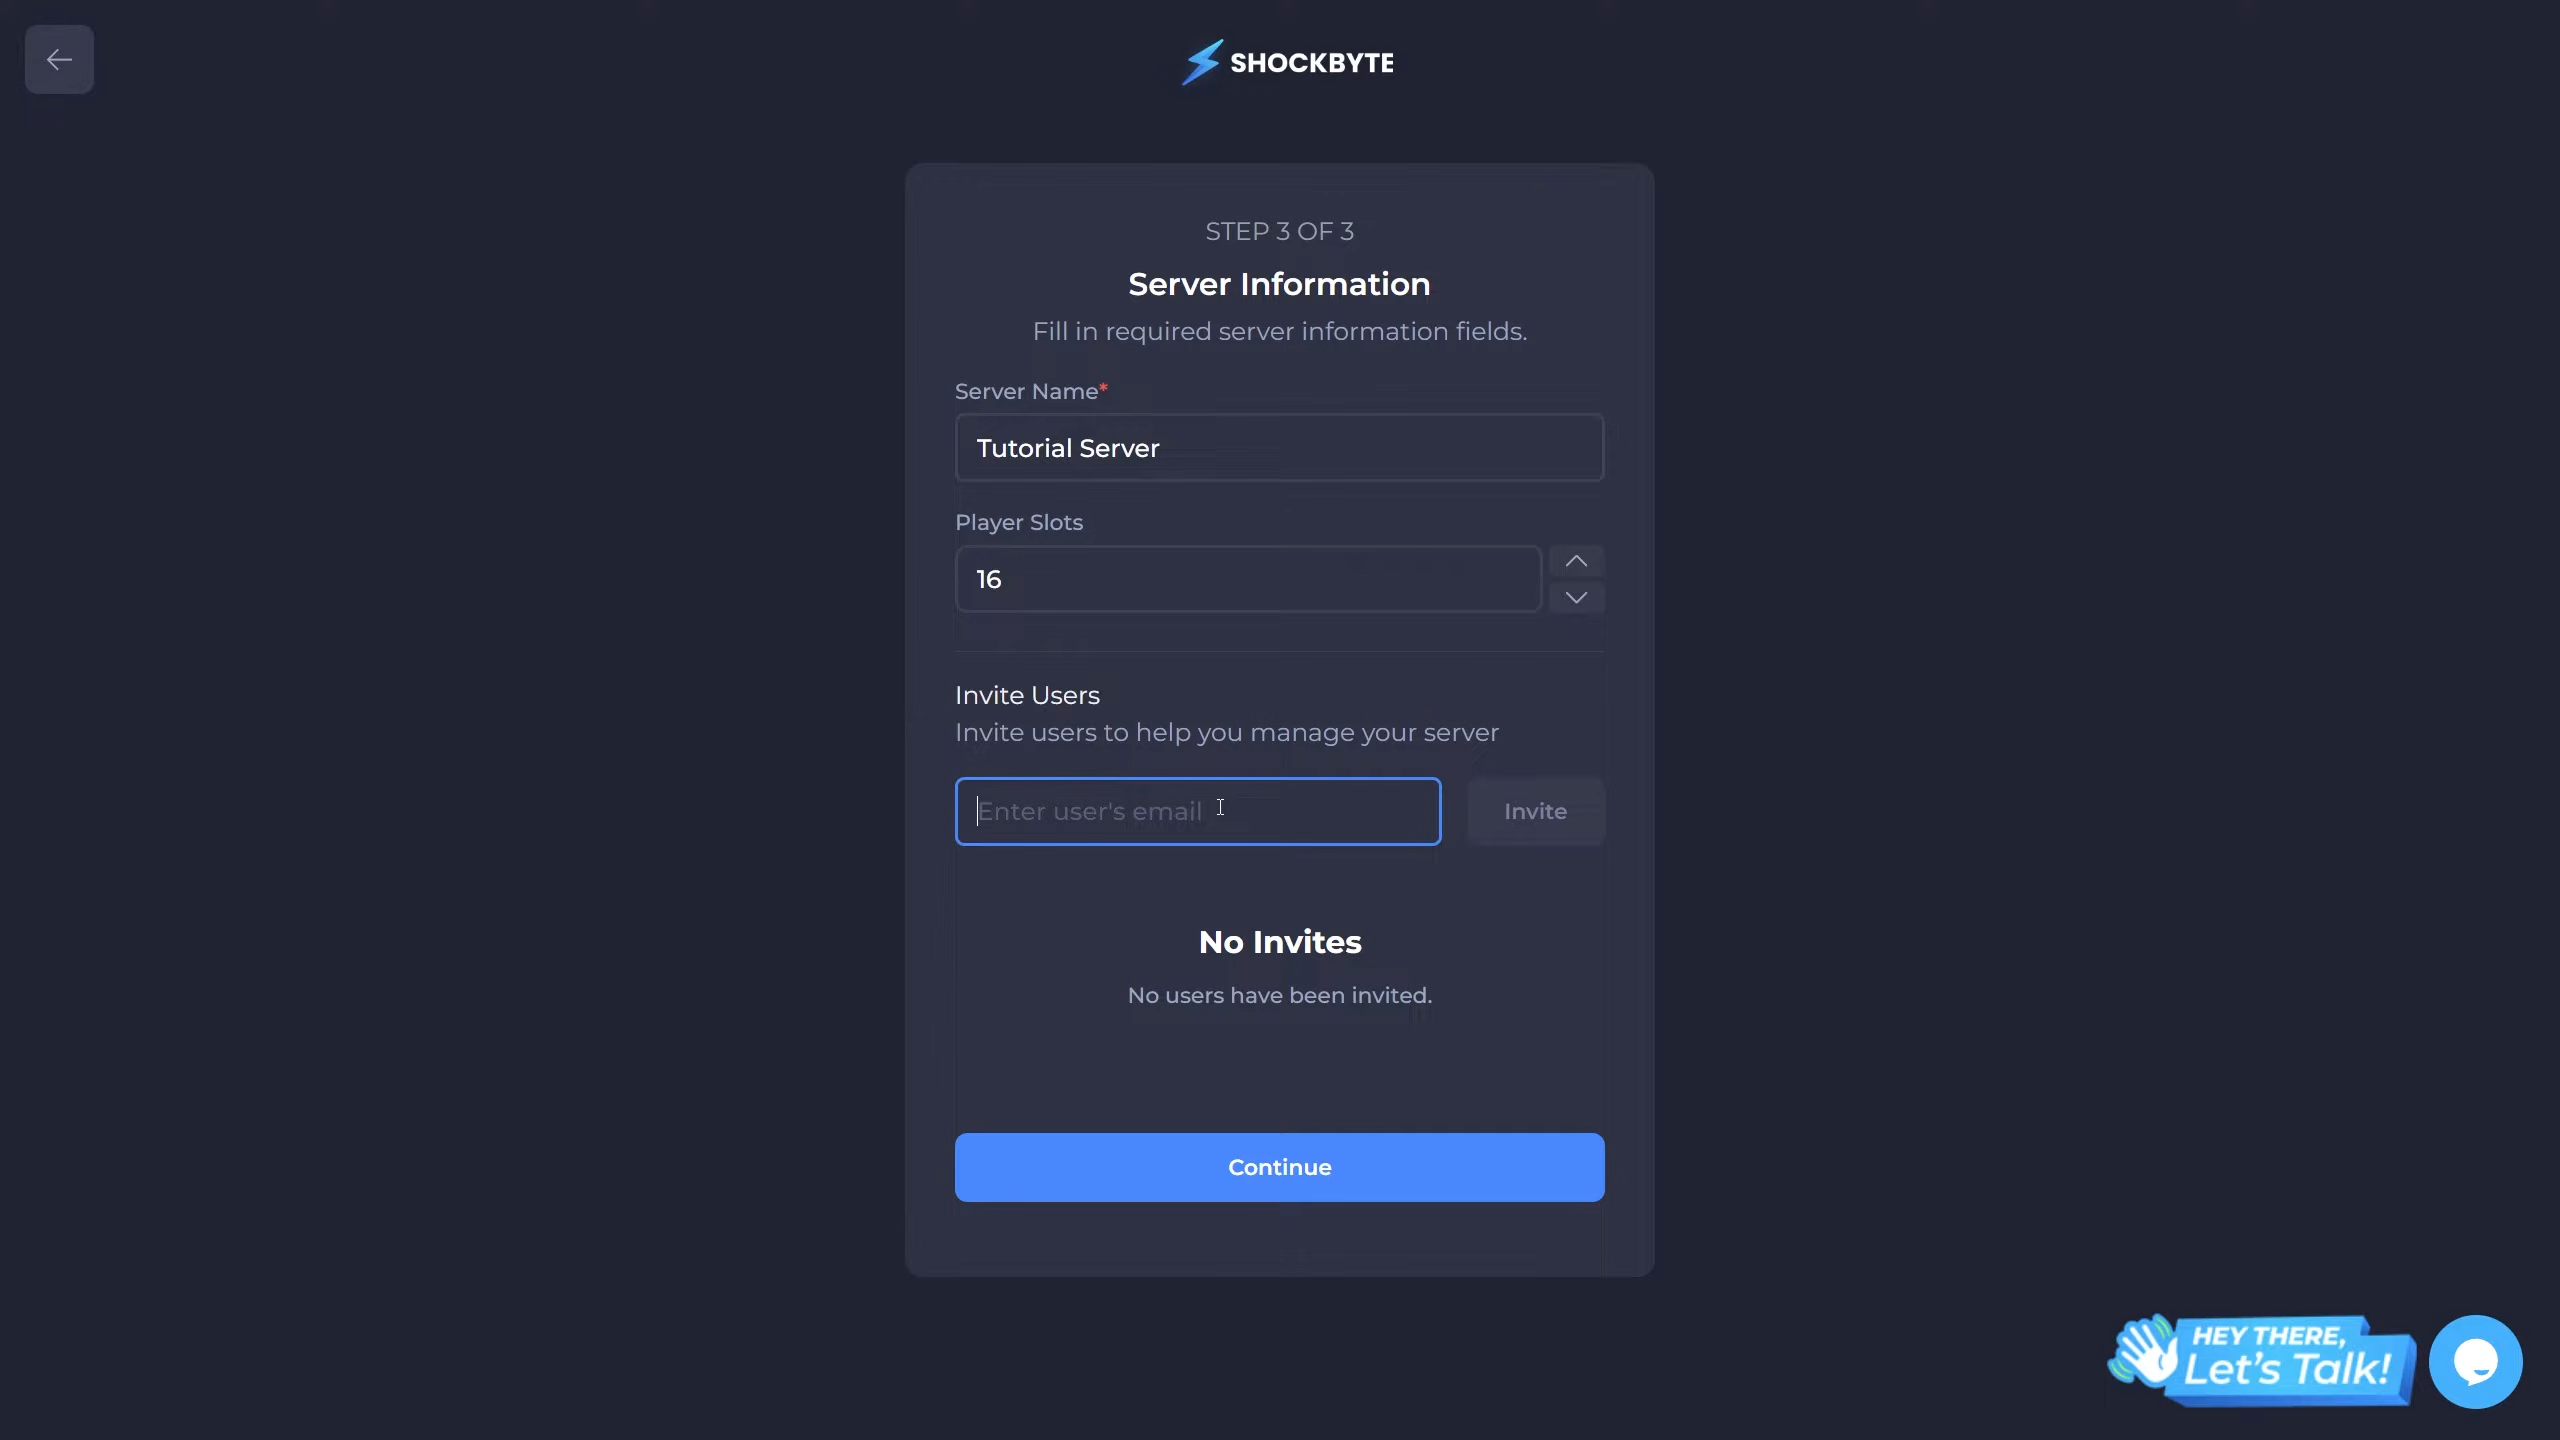 SHOCKBYTE
STEP 3 OF 3
Server Information
Fill in required server information fields.
Server Name*
Tutorial Server
Player Slots
16
Invite Users
Invite users to help you manage your server
Enter user's email
Invite
No Invites
No users have been invited.
Continue
HEY THERE,
Let's Talk!